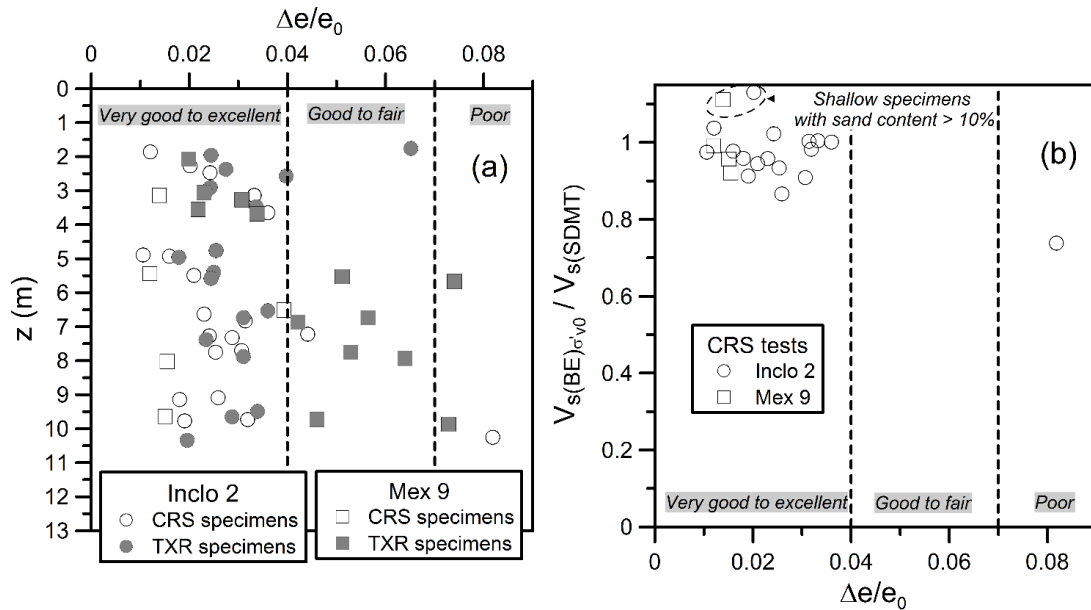 Δe/e₀
0 0.02 0.04 0.06 0.08
Very good to excellent Good to fair Poor
(a)
z (m)
0
1
2
3
4
5
6
7
8
9
10
11
12
13
Inclo 2
CRS specimens
TXR specimens
Mex 9
CRS specimens
TXR specimens
Shallow specimens
with sand content > 10%
(b)
Vs(BE)σ'v0 / Vs(SDMT)
1
0.8
0.6
0.4
0.2
0
CRS tests
Inclo 2
Mex 9
Very good to excellent Good to fair Poor
0 0.02 0.04 0.06 0.08
Δe/e₀